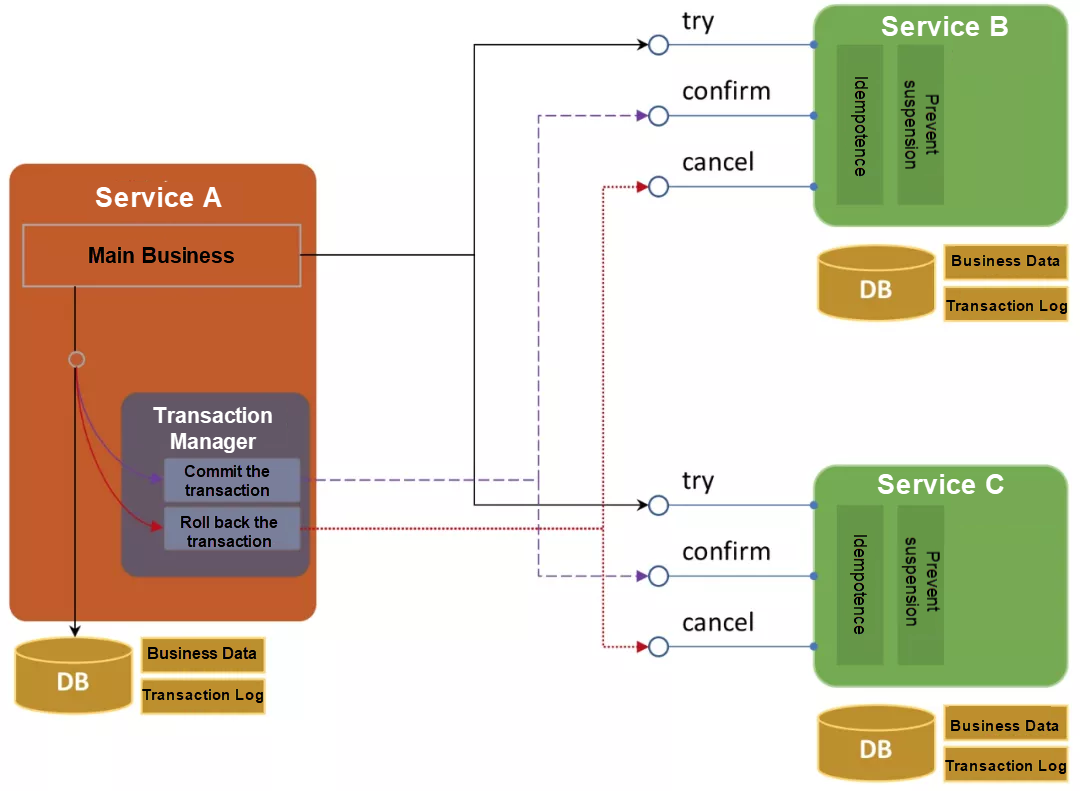 Service A
Main Business
Transaction
Manager
Commit the
transaction
Roll back the
transaction
DB
Business Data
Transaction Log
try
confirm
cancel
Service B
Idempotence
Prevent
suspension
DB
Business Data
Transaction Log
try
confirm
cancel
Service C
Idempotence
Prevent
suspension
DB
Business Data
Transaction Log